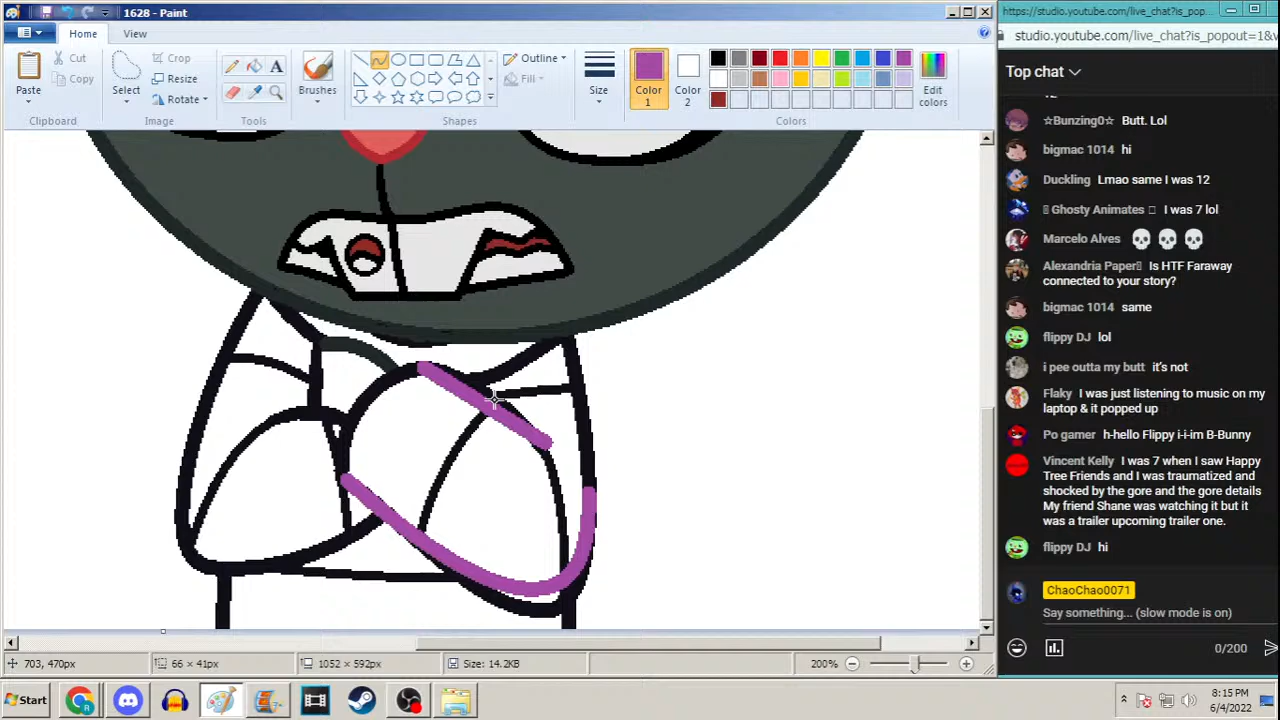 1628 - Paint
https://studio.youtube.com/live_chat?is_pop...
studio.youtube.com/live_chat?is_popout=1&v
Home
View
Cut
Crop
Copy
Resize
Paste
Select
Rotate
Brushes
Outline
Fill
Size
Color
1
Color
2
Edit
colors
Clipboard
Image
Tools
Shapes
Colors
Top chat
☆Bunzing0☆ Butt. Lol
bigmac 1014 hi
Duckling Lmao same I was 12
Ghosty Animates I was 7 lol
Marcelo Alves 💀💀💀
Alexandria Paper Is HTF Faraway
connected to your story?
bigmac 1014 same
flippy DJ lol
i pee outta my butt it's not
Flaky I was just listening to music on my
laptop & it popped up
Po gamer h-hello Flippy i-i-im B-Bunny
Vincent Kelly I was 7 when I saw Happy
Tree Friends and I was traumatized and
shocked by the gore and the gore details
My friend Shane was watching it but it
was a trailer upcoming trailer one.
flippy DJ hi
ChaoChao0071
Say something... (slow mode is on)
0/200
703, 470px
66 × 41px
1052 × 592px
Size: 14.2KB
200%
Start
8:15 PM
6/4/2022